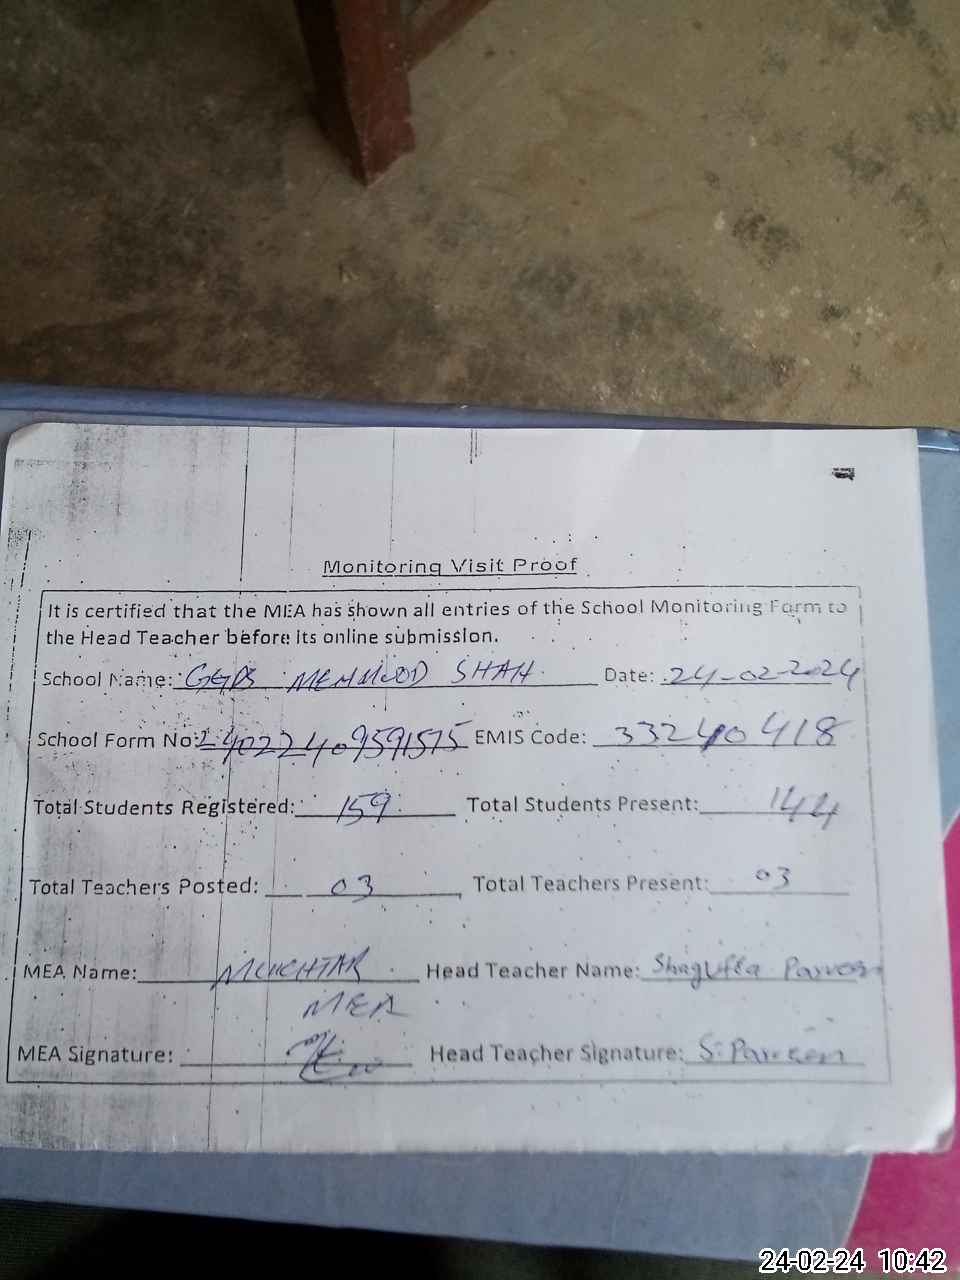 Monitoring Visit Proof
It is certified that the MEA has shown all entries of the School Monitoring Form to
the Head Teacher before its online submission.
School Name: GGPS MEHMOOD SHAH Date: 24-02-2024
School Form No: 24022409591575 EMIS Code: 33240418
Total Students Registered: 159 Total Students Present: 144
Total Teachers Posted: 03 Total Teachers Present: 03
MEA Name: MUKHTAR Head Teacher Name: Shagufta Parveen
MEA
MEA Signature: Head Teacher Signature: S. Parveen
24-02-24 10:42